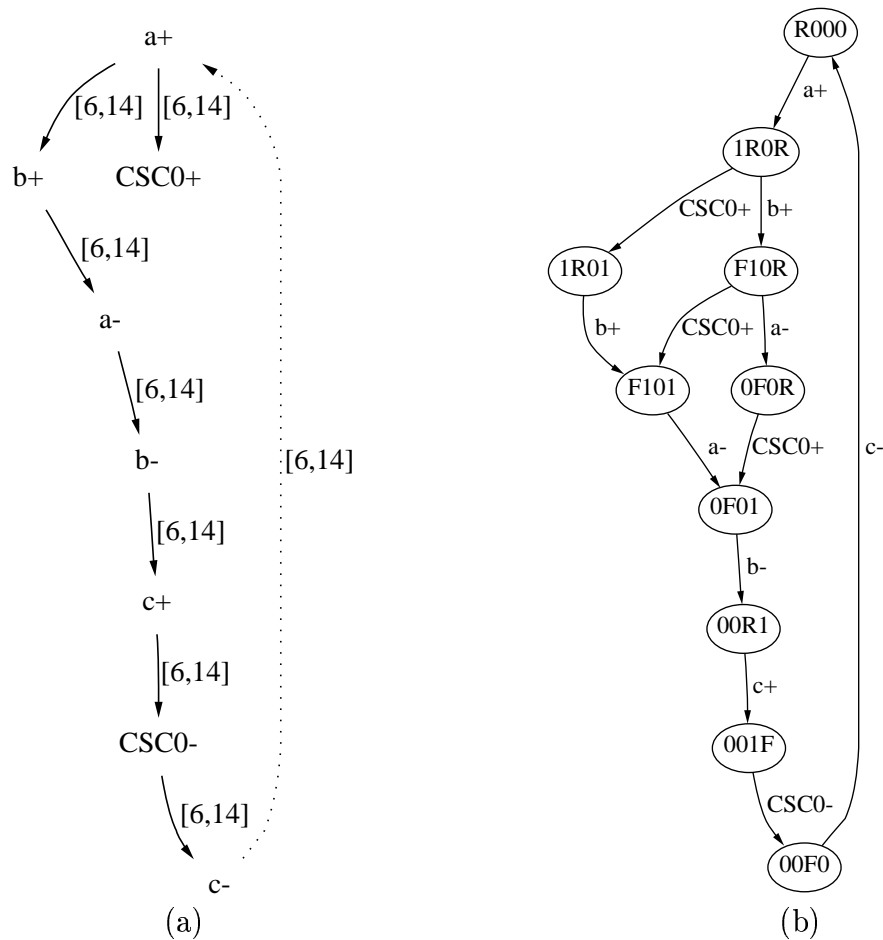 a+
[6,14]
[6,14]
b+
CSC0+
[6,14]
a-
[6,14]
b-
[6,14]
[6,14]
c+
[6,14]
CSC0-
[6,14]
c-
(a)
R000
a+
1R0R
CSC0+
b+
1R01
F10R
b+
CSC0+
a-
F101
0F0R
a-
CSC0+
c-
0F01
b-
00R1
c+
001F
CSC0-
00F0
(b)